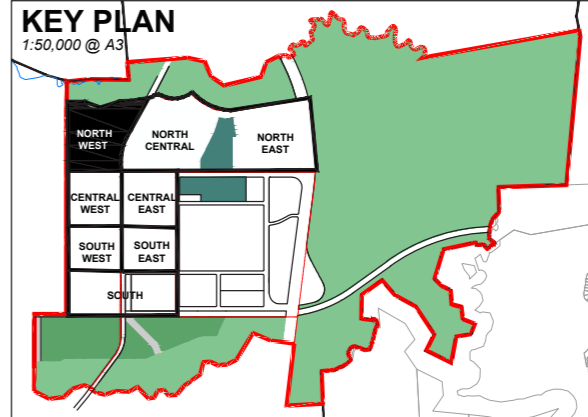 KEY PLAN
1:50,000 @ A3
NORTH
WEST
NORTH
CENTRAL
NORTH
EAST
CENTRAL
WEST
CENTRAL
EAST
SOUTH
WEST
SOUTH
EAST
SOUTH